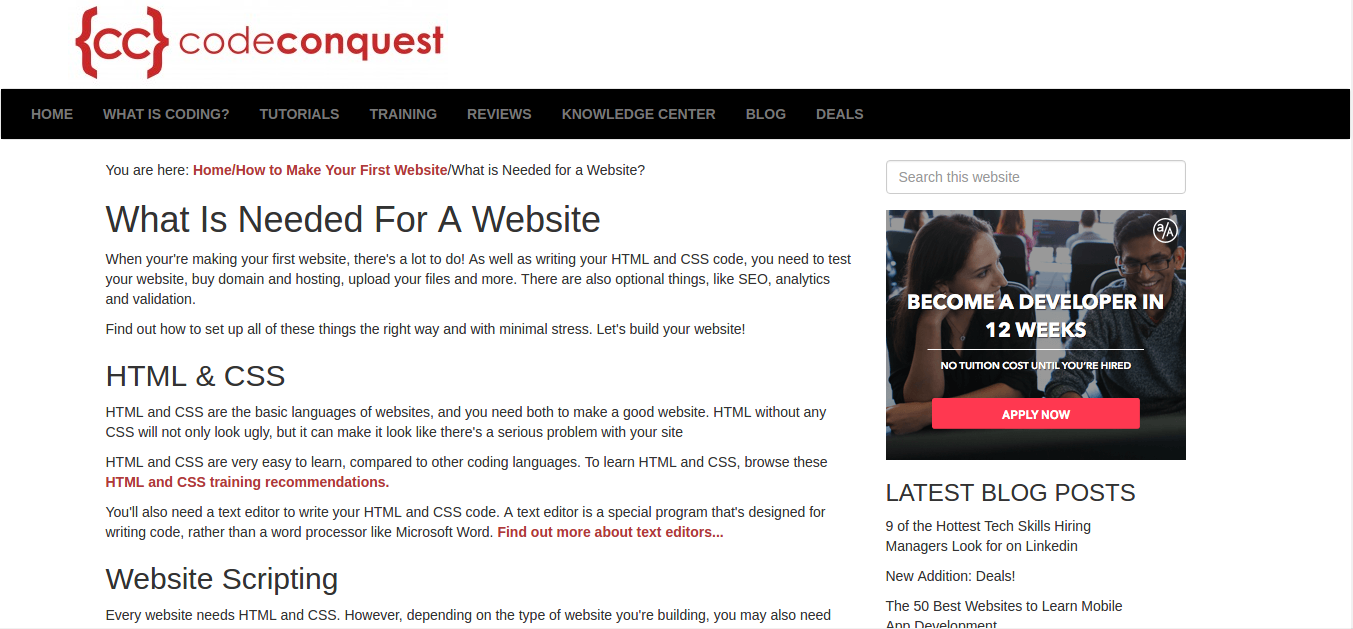 {cc} codeconquest
HOME WHAT IS CODING? TUTORIALS TRAINING REVIEWS KNOWLEDGE CENTER BLOG DEALS
You are here: Home/How to Make Your First Website/What is Needed for a Website?
What Is Needed For A Website
When your're making your first website, there's a lot to do! As well as writing your HTML and CSS code, you need to test
your website, buy domain and hosting, upload your files and more. There are also optional things, like SEO, analytics
and validation.
Find out how to set up all of these things the right way and with minimal stress. Let's build your website!
HTML & CSS
HTML and CSS are the basic languages of websites, and you need both to make a good website. HTML without any
CSS will not only look ugly, but it can make it look like there's a serious problem with your site
HTML and CSS are very easy to learn, compared to other coding languages. To learn HTML and CSS, browse these
HTML and CSS training recommendations.
You'll also need a text editor to write your HTML and CSS code. A text editor is a special program that's designed for
writing code, rather than a word processor like Microsoft Word. Find out more about text editors...
Website Scripting
Every website needs HTML and CSS. However, depending on the type of website you're building, you may also need
Search this website
a/A
BECOME A DEVELOPER IN
12 WEEKS
NO TUITION COST UNTIL YOU'RE HIRED
APPLY NOW
LATEST BLOG POSTS
9 of the Hottest Tech Skills Hiring
Managers Look for on Linkedin
New Addition: Deals!
The 50 Best Websites to Learn Mobile
App Development